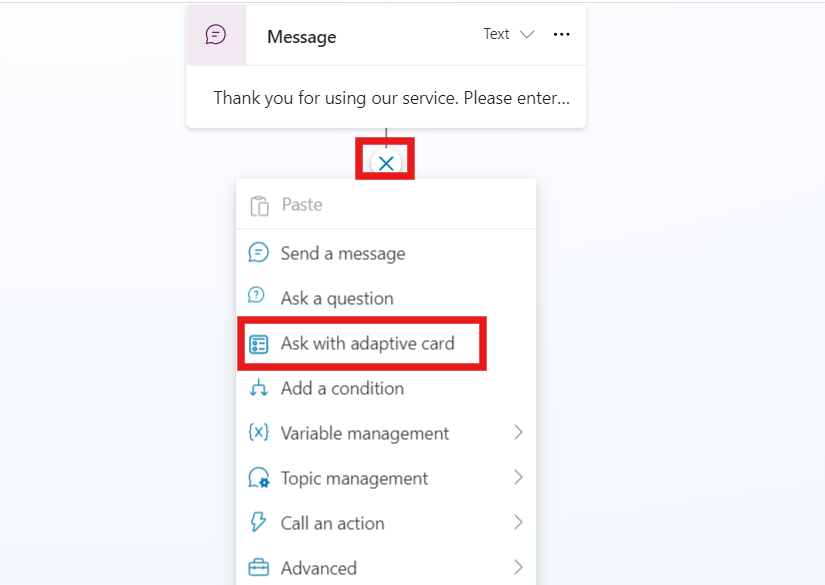 Message Text
Thank you for using our service. Please enter...
Paste
Send a message
Ask a question
Ask with adaptive card
Add a condition
Variable management
Topic management
Call an action
Advanced